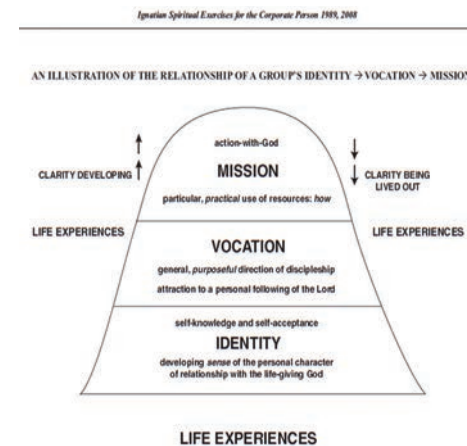 Ignatian Spiritual Exercises for the Corporate Person 1989, 2008
AN ILLUSTRATION OF THE RELATIONSHIP OF A GROUP'S IDENTITY → VOCATION → MISSION
action-with-God
CLARITY DEVELOPING
MISSION
CLARITY BEING
LIVED OUT
particular, practical use of resources: how
LIFE EXPERIENCES
LIFE EXPERIENCES
VOCATION
general, purposeful direction of discipleship
attraction to a personal following of the Lord
self-knowledge and self-acceptance
IDENTITY
developing sense of the personal character
of relationship with the life-giving God
LIFE EXPERIENCES